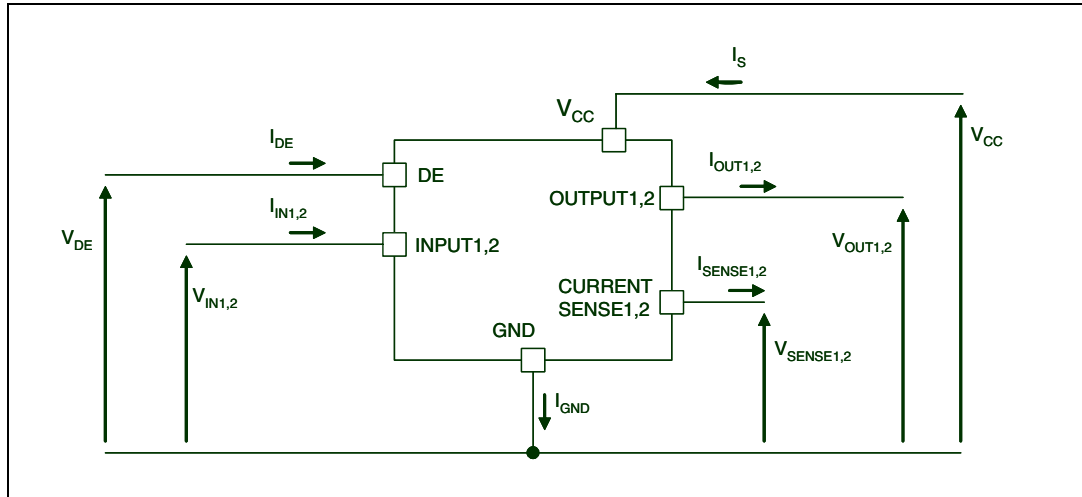 I_S
V_CC
V_CC
I_DE
I_OUT1,2
DE
OUTPUT1,2
I_IN1,2
V_DE
INPUT1,2
V_OUT1,2
I_SENSE1,2
CURRENT
SENSE1,2
V_IN1,2
GND
V_SENSE1,2
I_GND